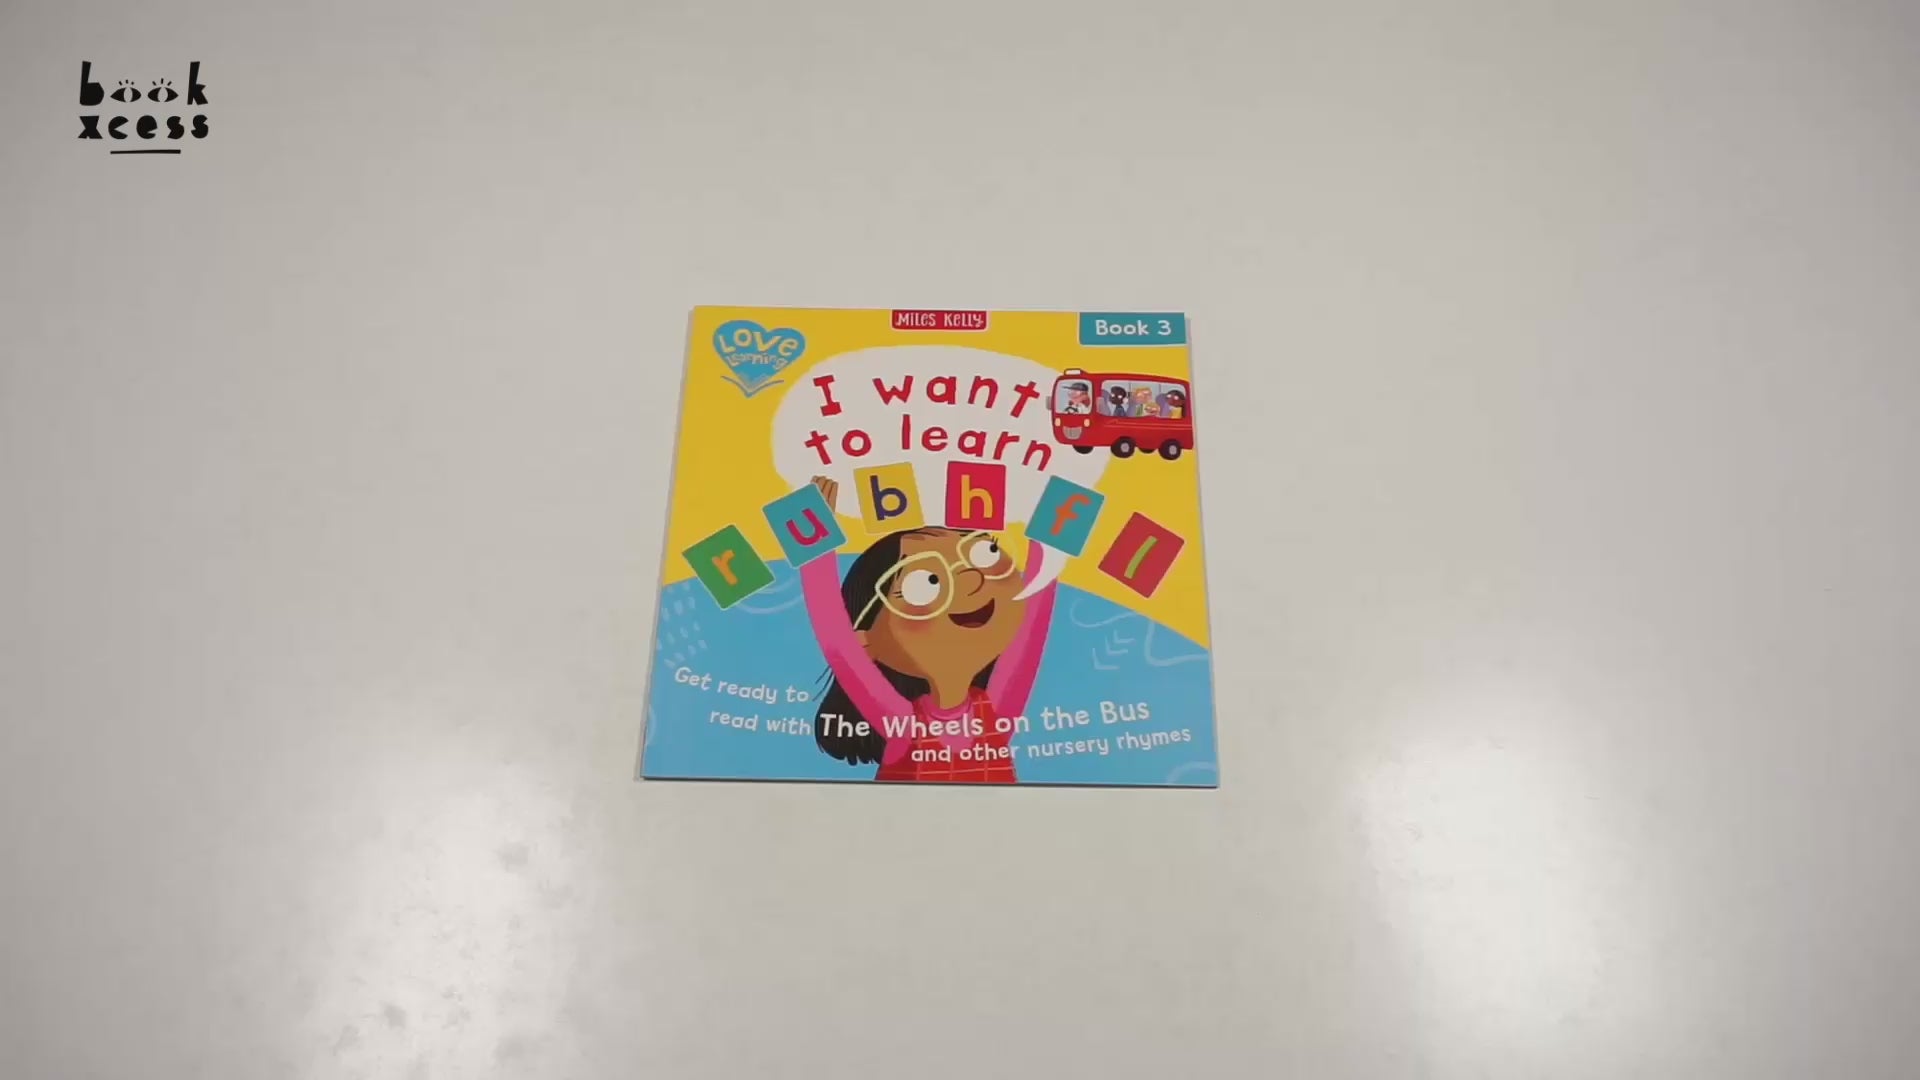 book
xcess
MILES KELLY
Book 3
LOVE
Learning
I want
to learn
r u b h f l
Get ready to
read with The Wheels on the Bus
and other nursery rhymes